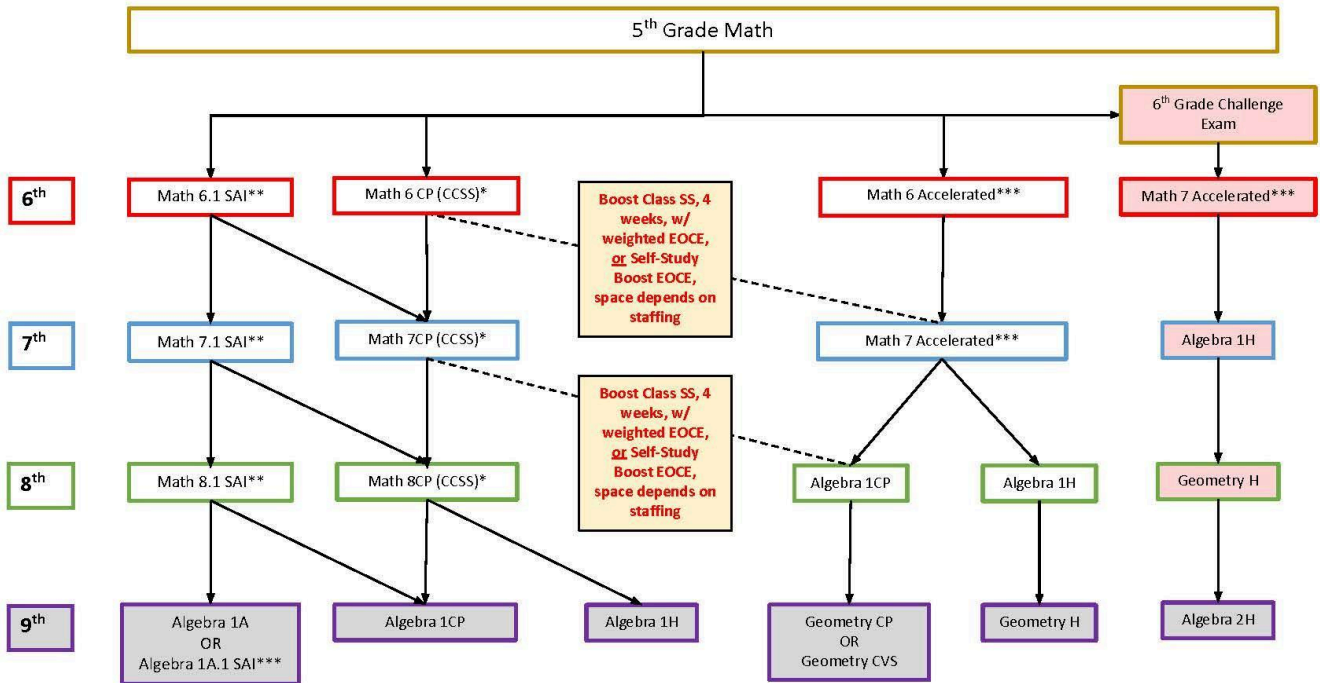 5th Grade Math
6th Grade Challenge
Exam
6th
Math 6.1 SAI**
Math 6 CP (CCSS)*
Boost Class SS, 4
weeks, w/
weighted EOCE,
or Self-Study
Boost EOCE,
space depends on
staffing
Math 6 Accelerated***
Math 7 Accelerated***
7th
Math 7.1 SAI**
Math 7CP (CCSS)*
Math 7 Accelerated***
Algebra 1H
Boost Class SS, 4
weeks, w/
weighted EOCE,
or Self-Study
Boost EOCE,
space depends on
staffing
8th
Math 8.1 SAI**
Math 8CP (CCSS)*
Algebra 1CP
Algebra 1H
Geometry H
9th
Algebra 1A
OR
Algebra 1A.1 SAI***
Algebra 1CP
Algebra 1H
Geometry CP
OR
Geometry CVS
Geometry H
Algebra 2H